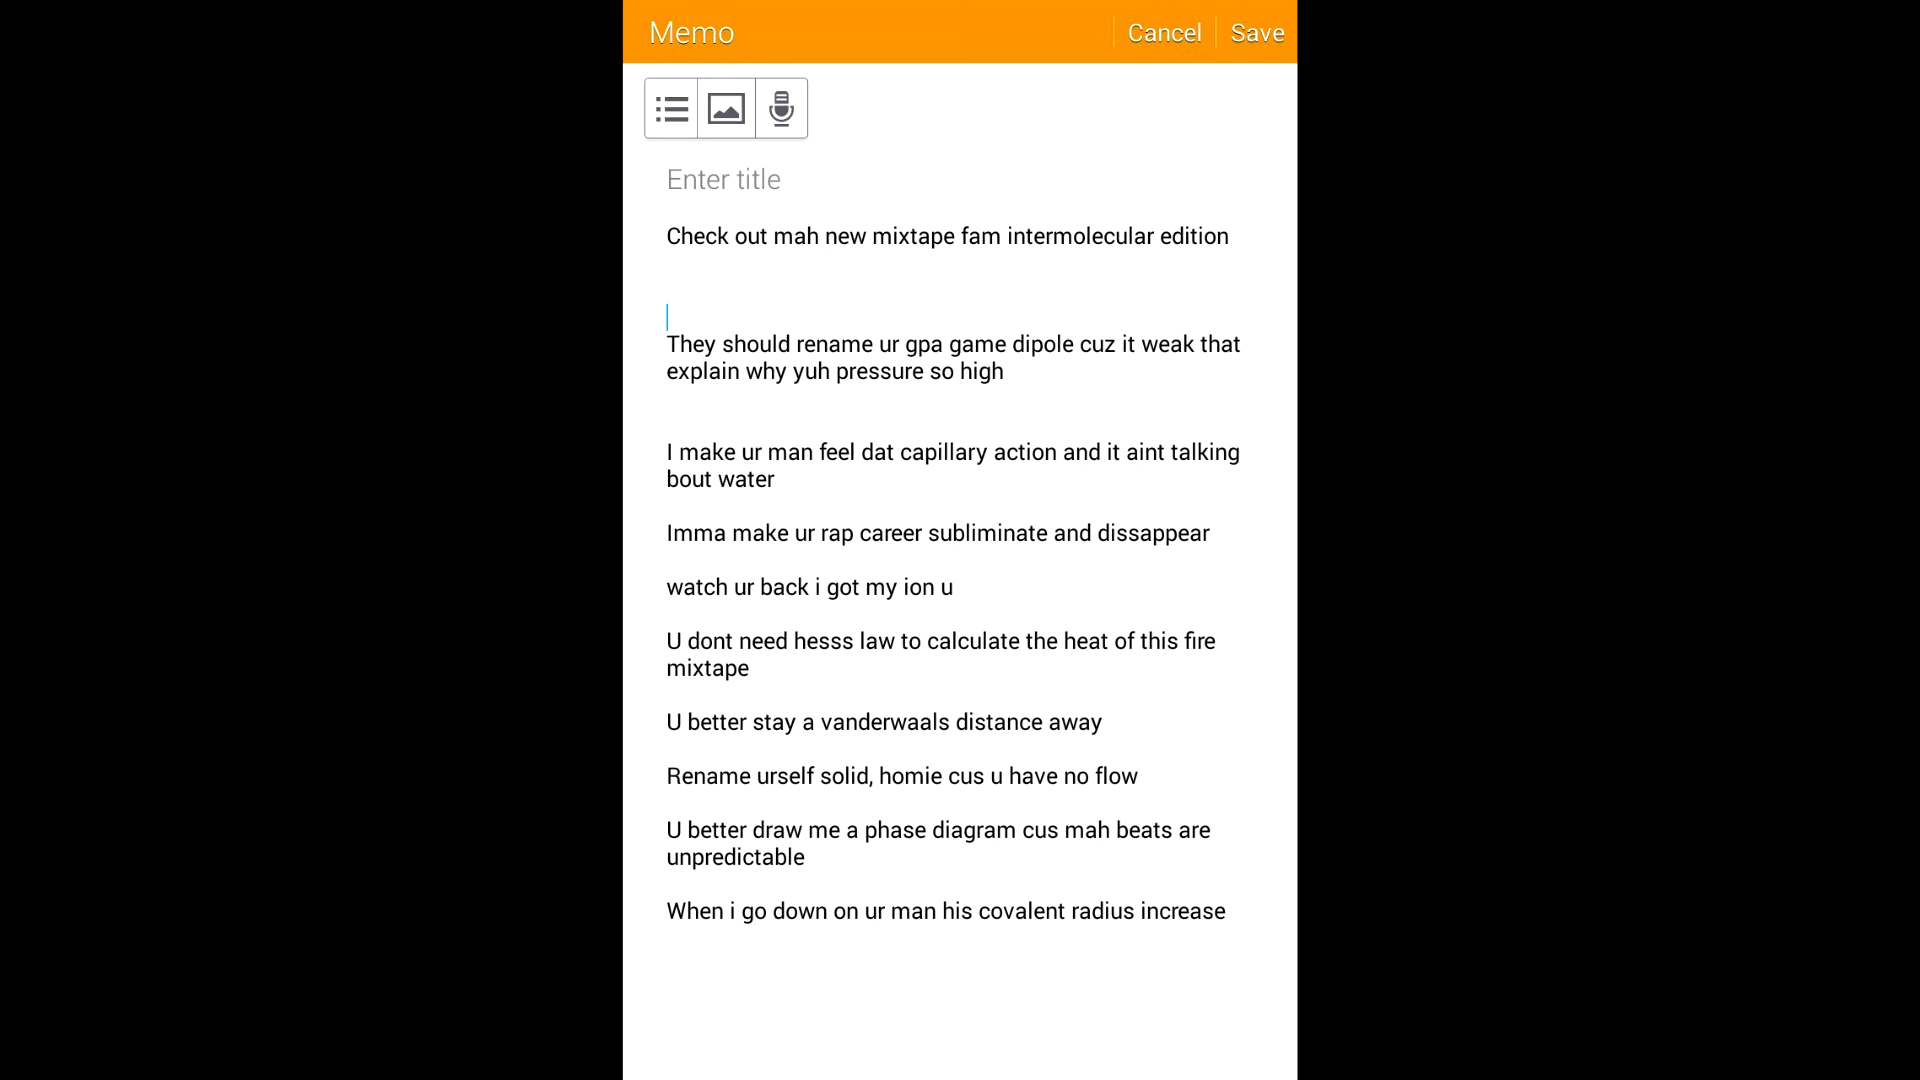 Memo
Cancel
Save
Enter title
Check out mah new mixtape fam intermolecular edition
They should rename ur gpa game dipole cuz it weak that
explain why yuh pressure so high
I make ur man feel dat capillary action and it aint talking
bout water
Imma make ur rap career subliminate and dissappear
watch ur back i got my ion u
U dont need hesss law to calculate the heat of this fire
mixtape
U better stay a vanderwaals distance away
Rename urself solid, homie cus u have no flow
U better draw me a phase diagram cus mah beats are
unpredictable
When i go down on ur man his covalent radius increase